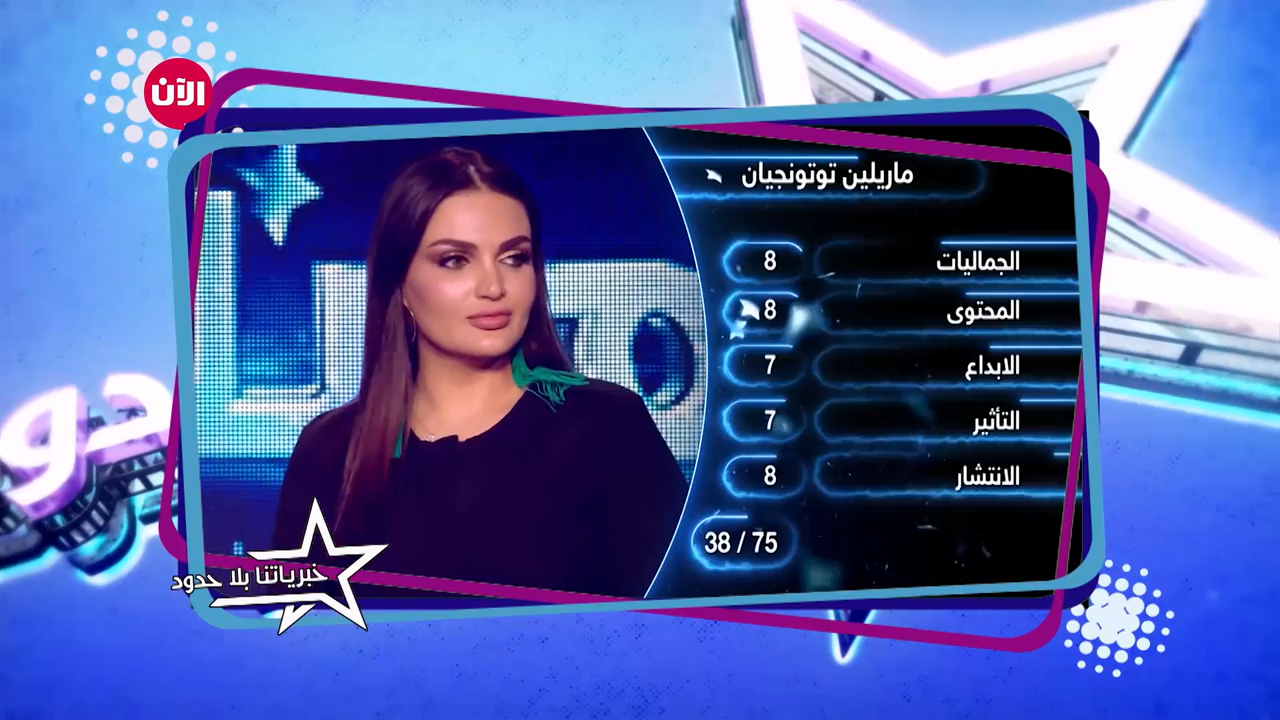 الآن
ماريلين توتونجيان
الجماليات 8
المحتوى 8
الابداع 7
التأثير 7
الانتشار 8
38 / 75
خبرياتنا بلا حدود